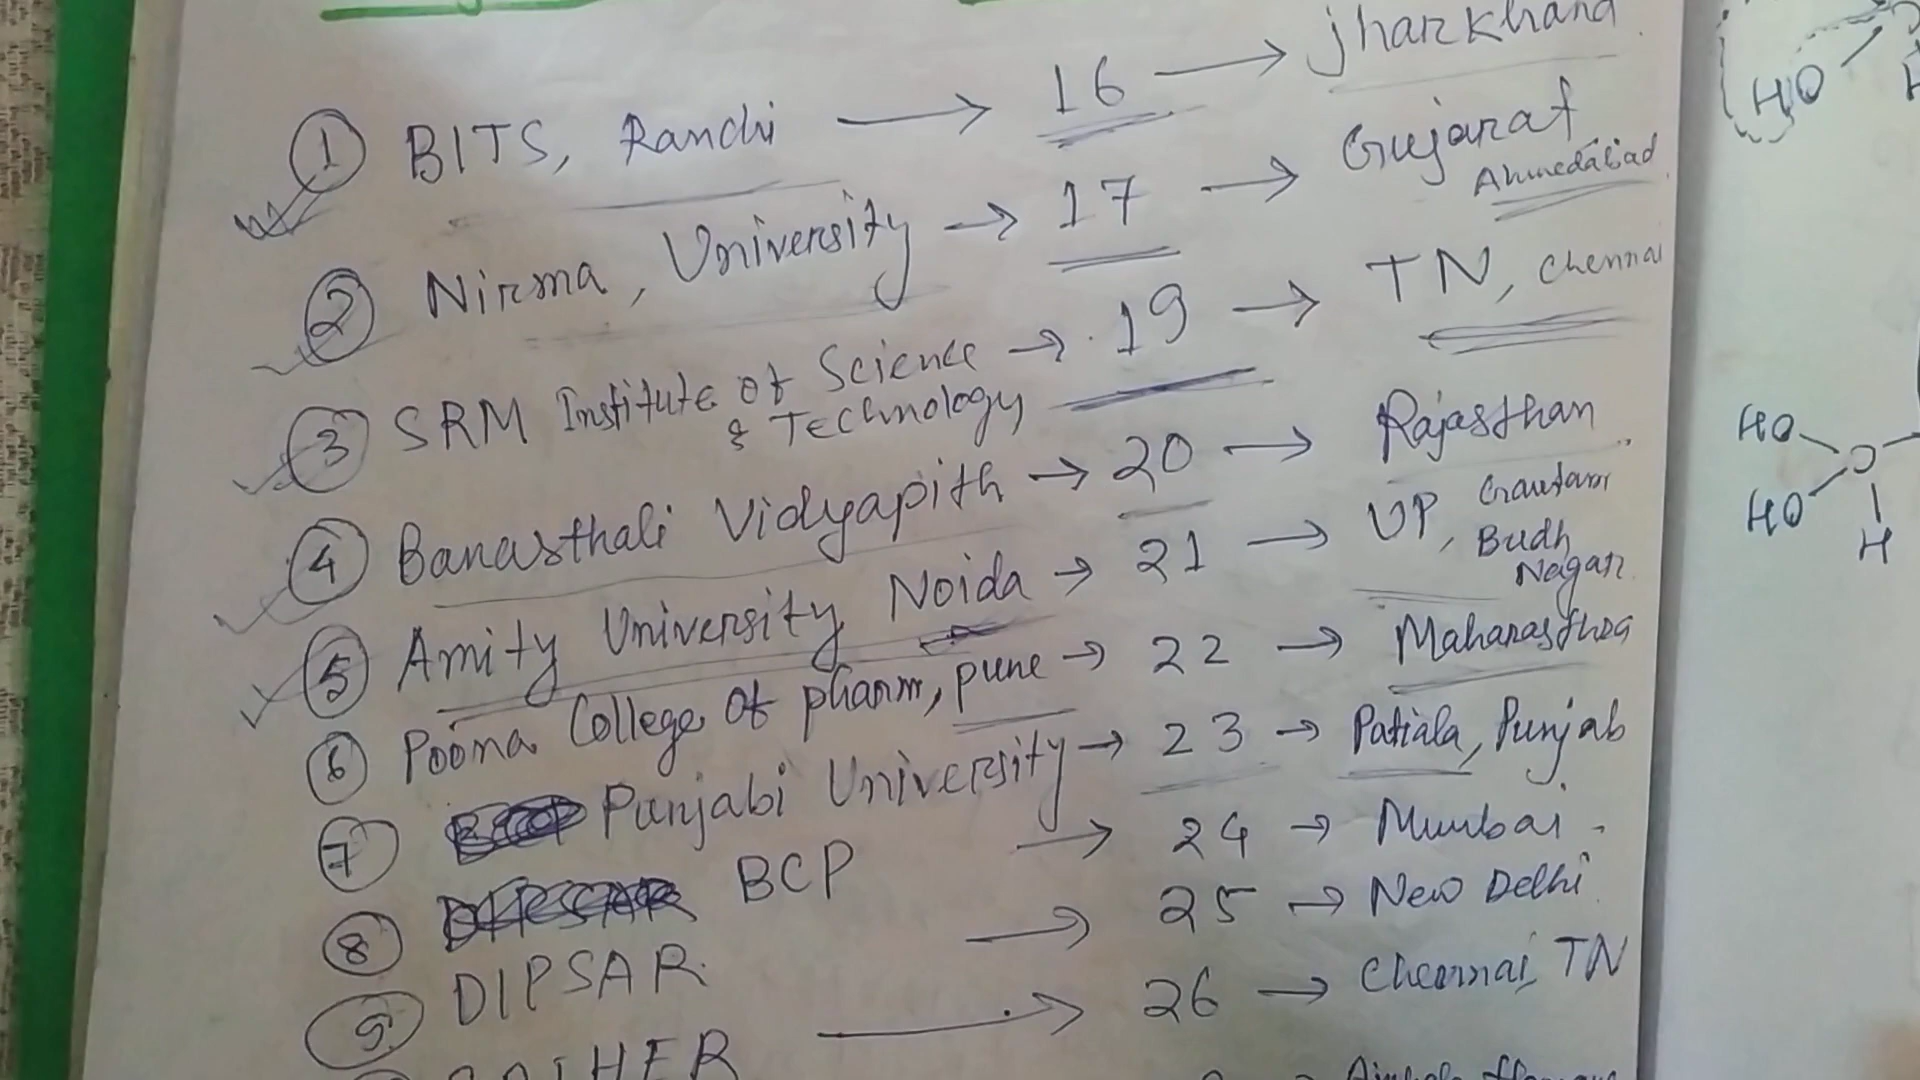 ① BITS, Ranchi → 16 → Jharkhand
② Nirma, University → 17 → Gujarat
Ahmedabad
③ SRM Institute of Science → 19 → TN, Chennai
& Technology
④ Banasthali Vidyapith → 20 → Rajasthan
⑤ Amity University Noida → 21 → UP, Gautam
Budh
Nagar
⑥ Poona College of pharm, pune → 22 → Maharasthra
⑦ Punjabi University → 23 → Patiala, Punjab
⑧ BCP → 24 → Mumbai
⑨ DIPSAR → 25 → New Delhi
→ 26 → Chennai, TN
HO
HO
HO
H